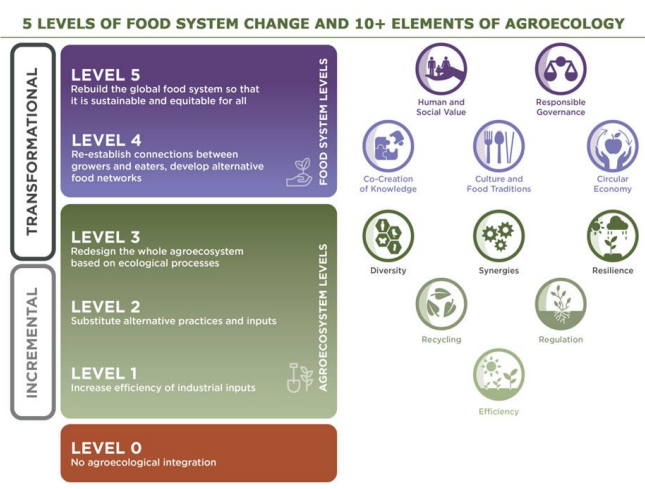 5 LEVELS OF FOOD SYSTEM CHANGE AND 10+ ELEMENTS OF AGROECOLOGY
TRANSFORMATIONAL
INCREMENTAL
LEVEL 5
Rebuild the global food system so that
it is sustainable and equitable for all
LEVEL 4
Re-establish connections between
growers and eaters, develop alternative
food networks
FOOD SYSTEM LEVELS
LEVEL 3
Redesign the whole agroecosystem
based on ecological processes
LEVEL 2
Substitute alternative practices and inputs
LEVEL 1
Increase efficiency of industrial inputs
AGROECOSYSTEM LEVELS
LEVEL 0
No agroecological integration
Human and
Social Value
Responsible
Governance
Co-Creation
of Knowledge
Culture and
Food Traditions
Circular
Economy
Diversity
Synergies
Resilience
Recycling
Regulation
Efficiency